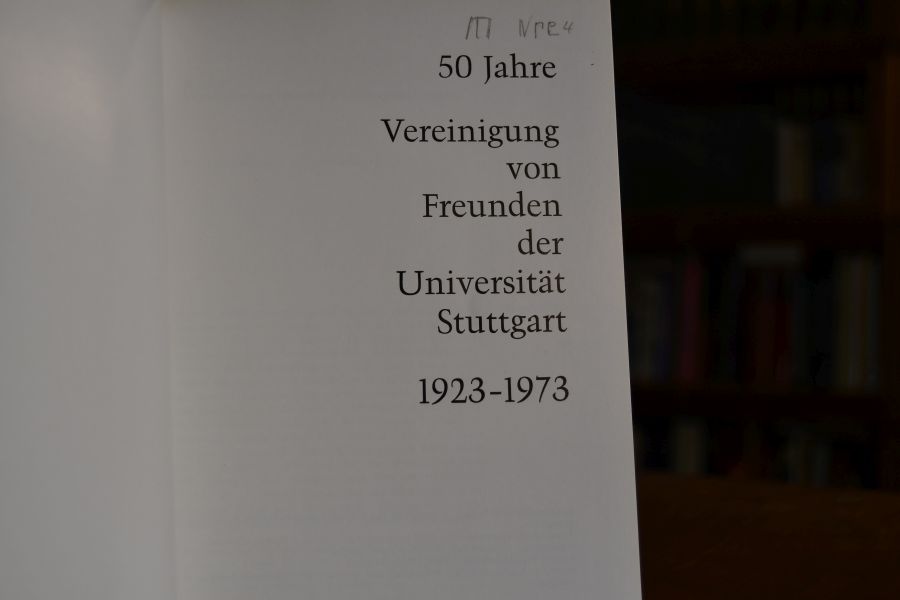 50 Jahre
Vereinigung
von
Freunden
der
Universität
Stuttgart
1923-1973